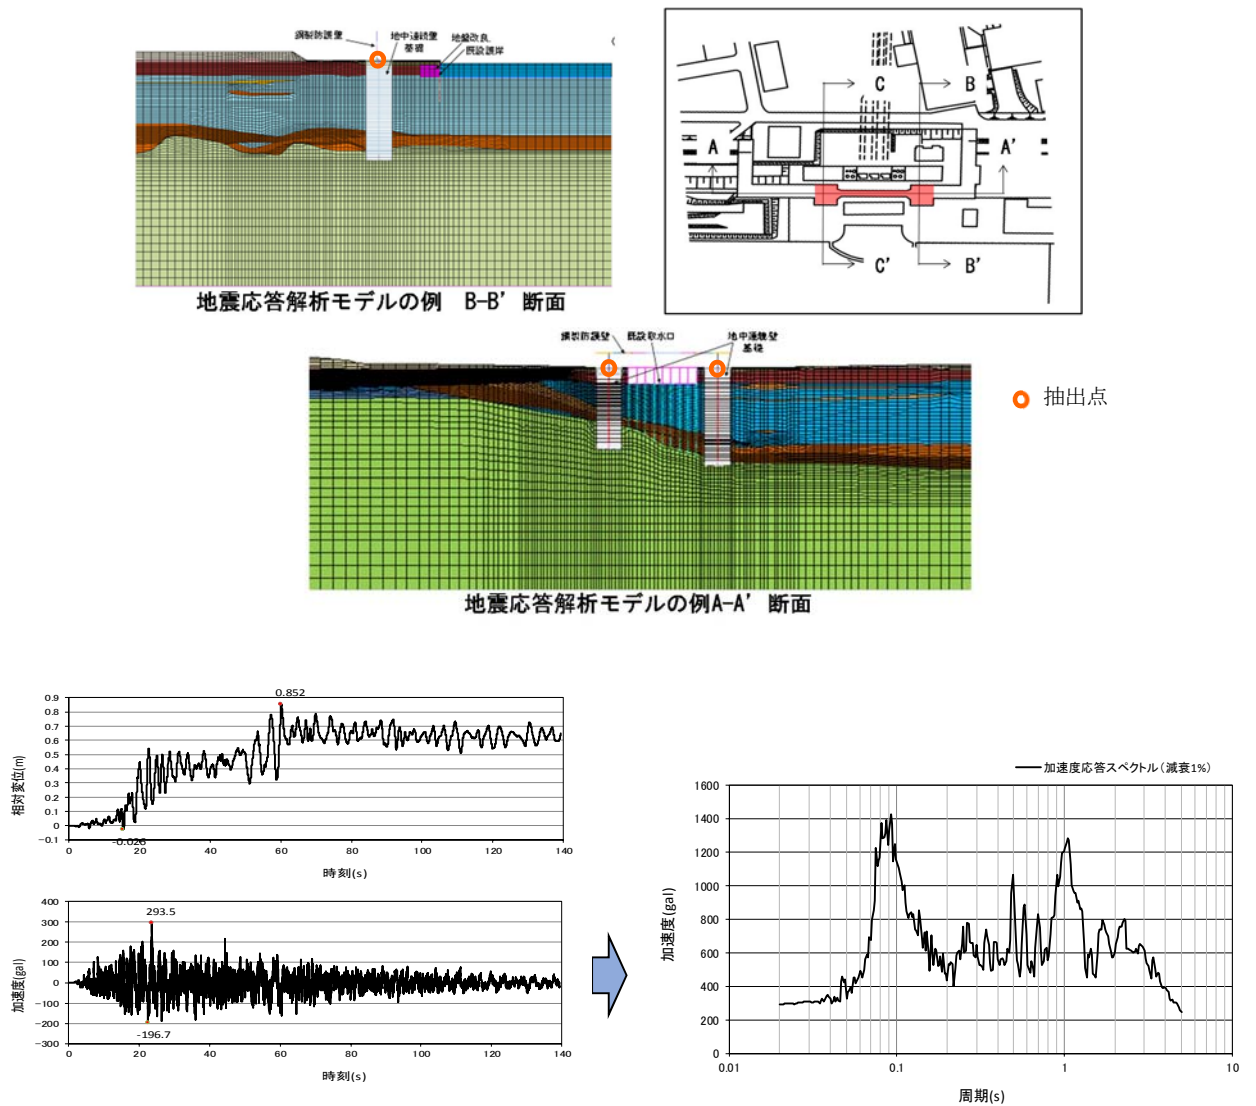 鋼製防護壁
地中連続壁
基礎
地盤改良
既設護岸
地震応答解析モデルの例 B-B' 断面
C
B
A
A'
C'
B'
鋼製防護壁
既設取水口
地中連続壁
基礎
抽出点
地震応答解析モデルの例A-A' 断面
0.852
0.9
0.8
0.7
0.6
0.5
0.4
0.3
0.2
0.1
0
-0.1
-0.026
相対変位(m)
0
20
40
60
80
100
120
140
時刻(s)
293.5
400
300
200
100
0
-100
-200
-300
-196.7
加速度(gal)
0
20
40
60
80
100
120
140
時刻(s)
加速度応答スペクトル(減衰1%)
1600
1400
1200
1000
800
600
400
200
0
加速度(gal)
0.01
0.1
1
10
周期(s)